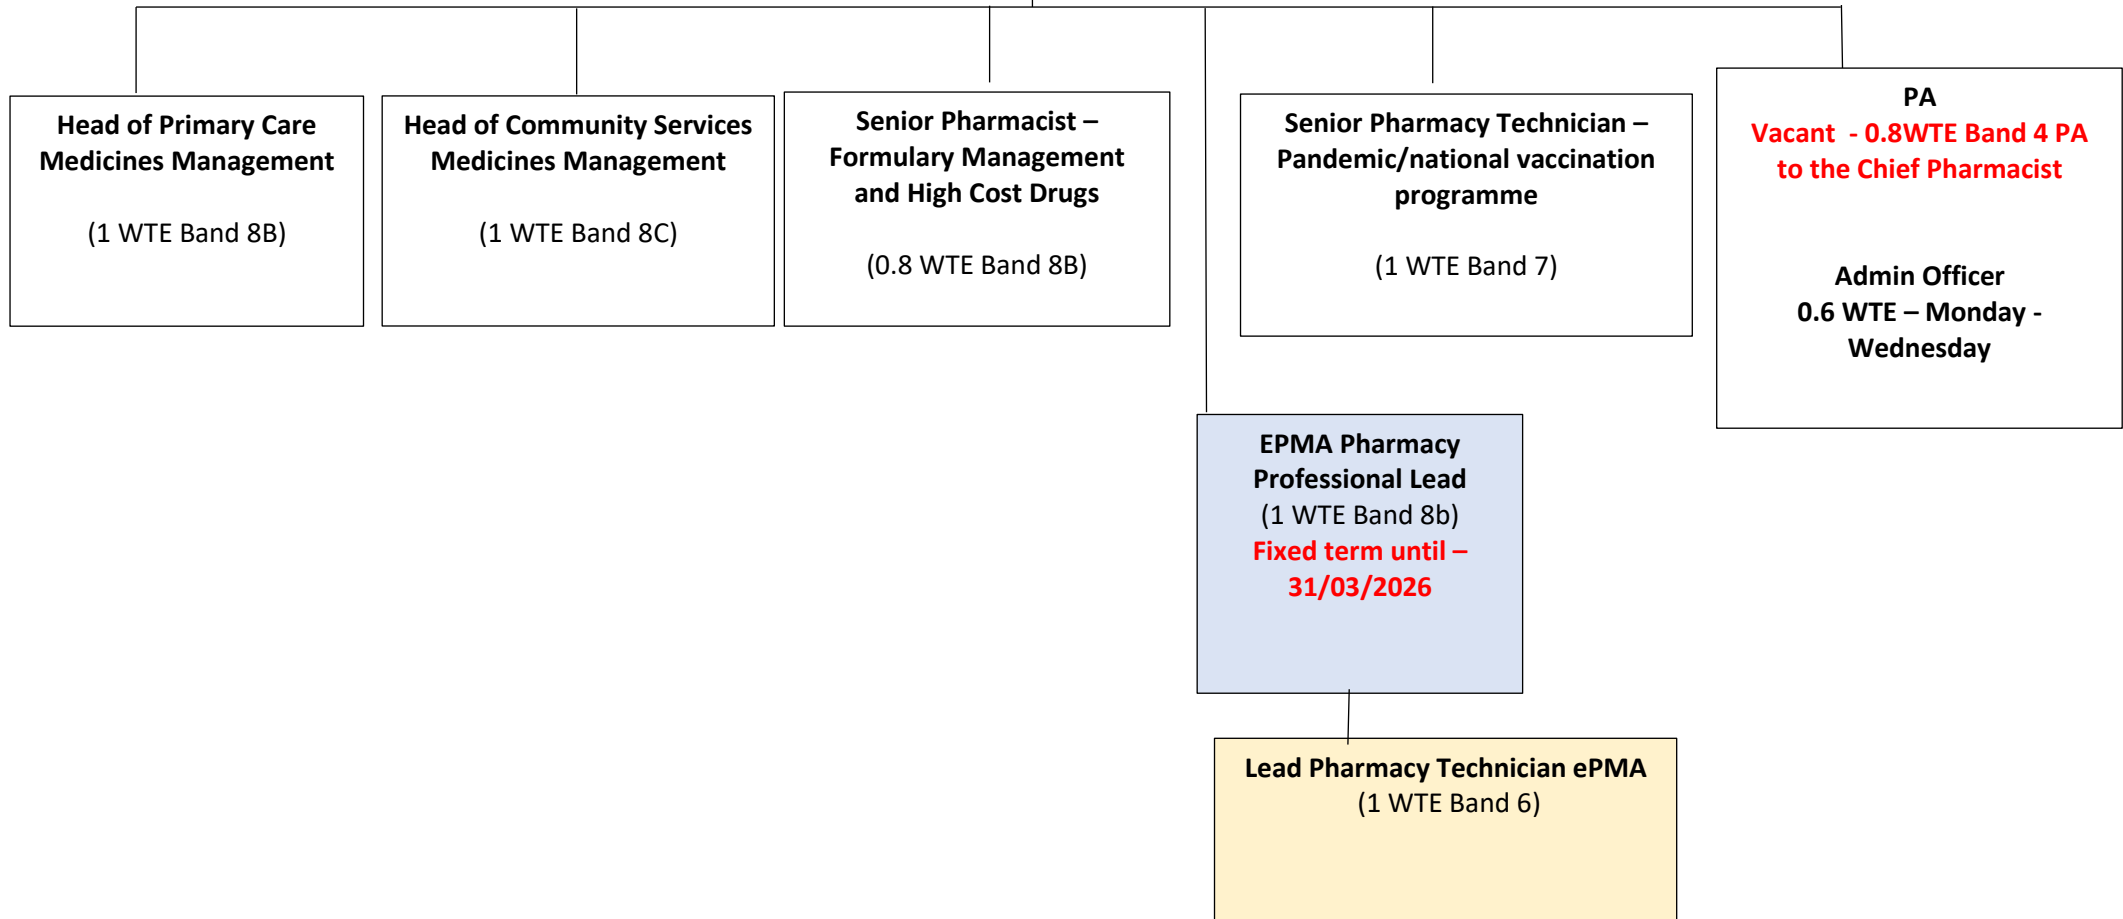 Head of Primary Care
Medicines Management
(1 WTE Band 8B)
Head of Community Services
Medicines Management
(1 WTE Band 8C)
Senior Pharmacist –
Formulary Management
and High Cost Drugs
(0.8 WTE Band 8B)
Senior Pharmacy Technician –
Pandemic/national vaccination
programme
(1 WTE Band 7)
PA
Vacant  - 0.8WTE Band 4 PA
to the Chief Pharmacist
Admin Officer
0.6 WTE – Monday -
Wednesday
EPMA Pharmacy
Professional Lead
(1 WTE Band 8b)
Fixed term until –
31/03/2026
Lead Pharmacy Technician ePMA
(1 WTE Band 6)